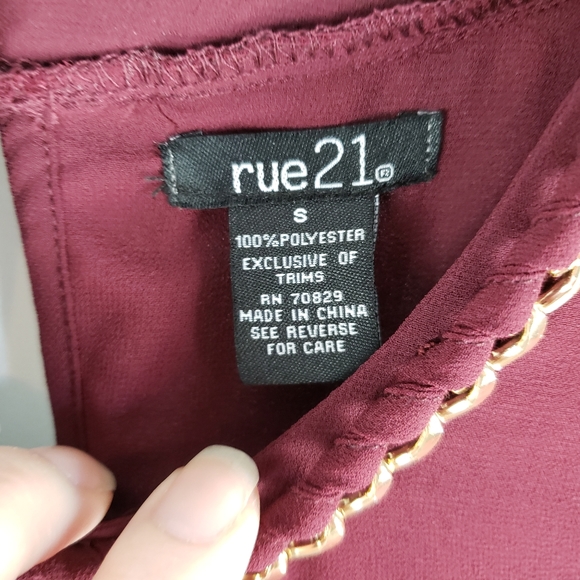 rue21®
S
100%POLYESTER
EXCLUSIVE OF
TRIMS
RN 70829
MADE IN CHINA
SEE REVERSE
FOR CARE